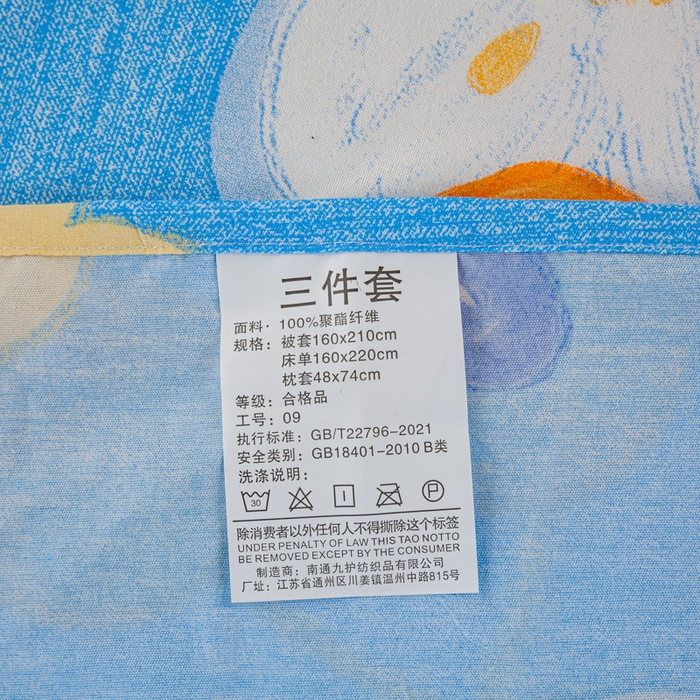 三件套
面料：100%聚酯纤维
规格：被套160x210cm
床单160x220cm
枕套48x74cm
等级：合格品
工号：09
执行标准：GB/T22796-2021
安全类别：GB18401-2010 B类
洗涤说明：
30
P
除消费者以外任何人不得撕除这个标签
UNDER PENALTY OF LAW THIS TAO NOTTO
BE REMOVED EXCEPT BY THE CONSUMER
制造商：南通九护纺织品有限公司
厂址：江苏省通州区川姜镇温州中路815号